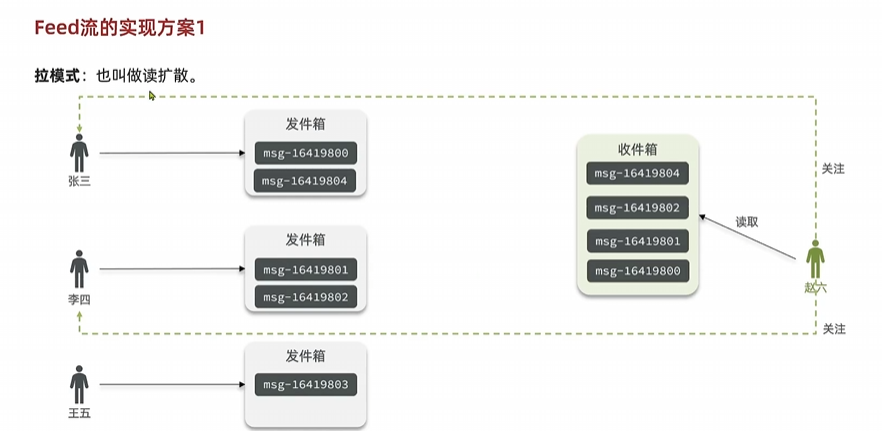 Feed流的实现方案1
拉模式：也叫做读扩散。
发件箱
msg-16419800
msg-16419804
张三
发件箱
msg-16419801
msg-16419802
李四
发件箱
msg-16419803
王五
收件箱
msg-16419804
msg-16419802
msg-16419801
msg-16419800
关注
读取
赵六
关注